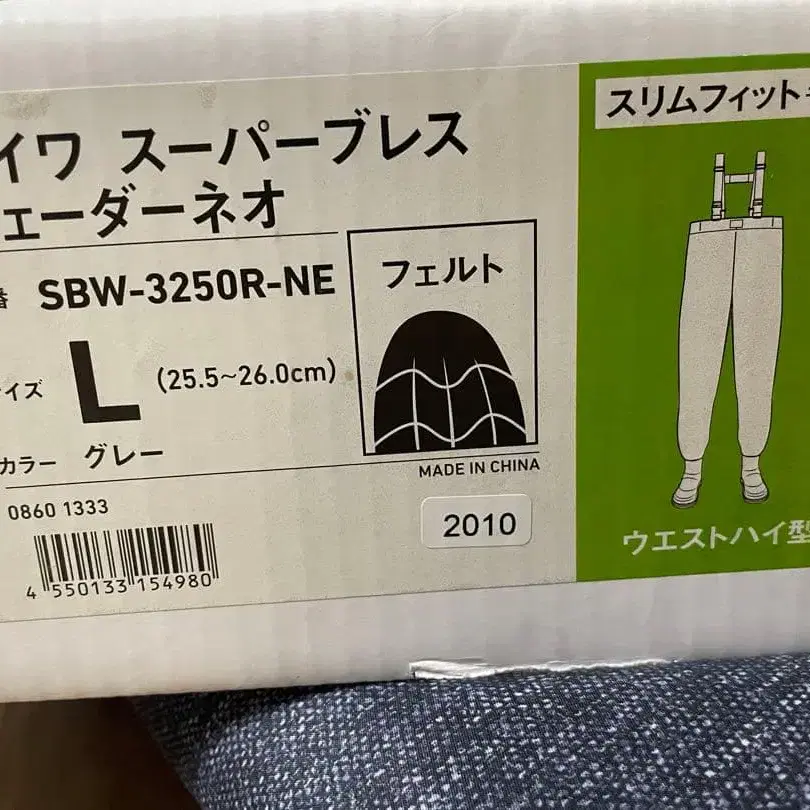 イワ スーパーブレス
ェーダーネオ
番 SBW-3250R-NE
イズ L (25.5~26.0cm)
カラー グレー
フェルト
MADE IN CHINA
0860 1333
2010
4 550133 154980
スリムフィット
ウエストハイ型